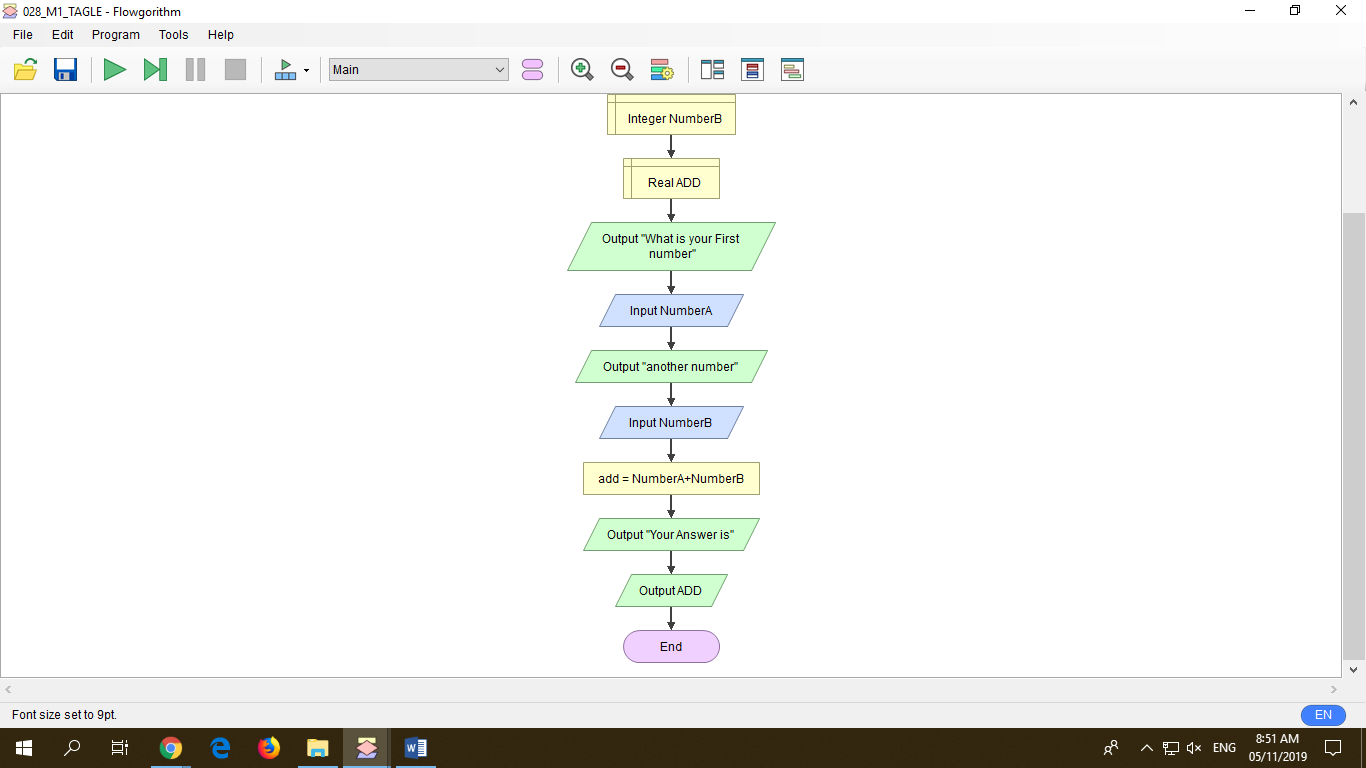 028_M1_TAGLE - Flowgorithm
File Edit Program Tools Help
Main
Integer NumberB
Real ADD
Output "What is your First
number"
Input NumberA
Output "another number"
Input NumberB
add = NumberA+NumberB
Output "Your Answer is"
Output ADD
End
Font size set to 9pt.
EN
W
ENG
8:51 AM
05/11/2019